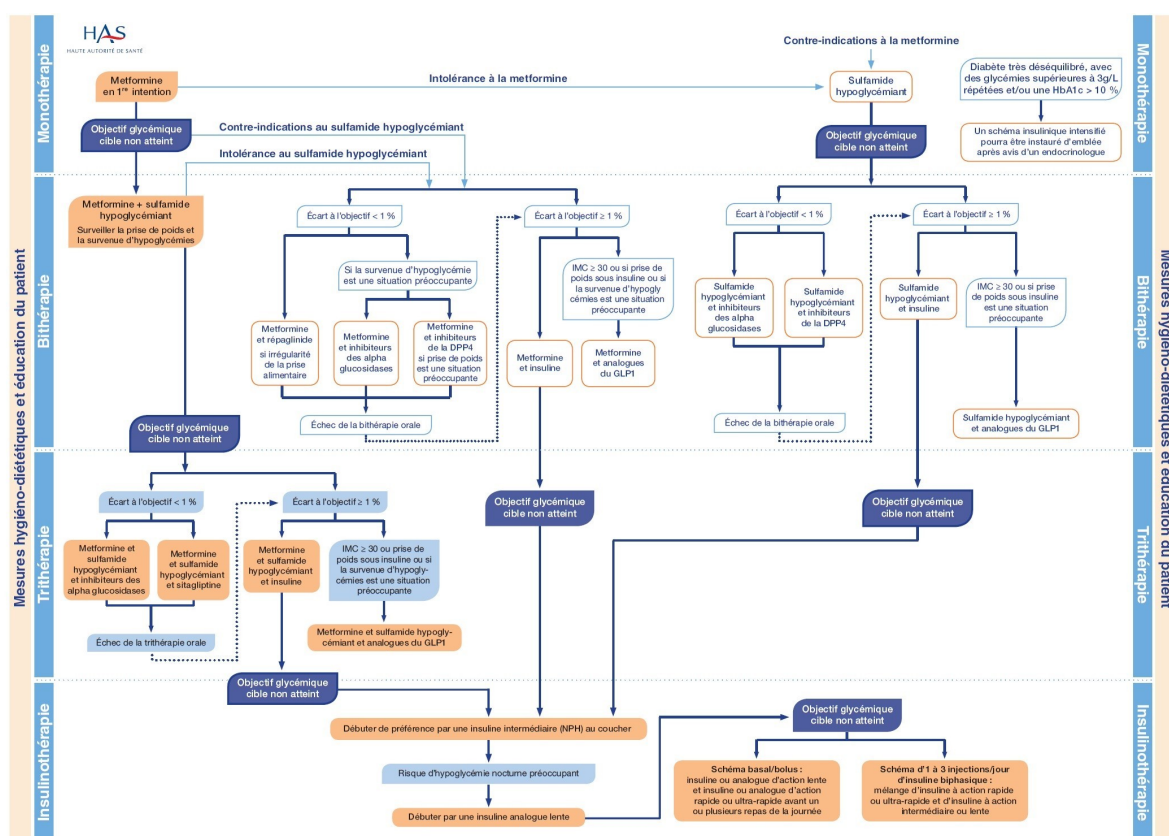 HAS
HAUTE AUTORITÉ DE SANTÉ
Mesures hygiéno-diététiques et éducation du patient
Monothérapie
Metformine
en 1re intention
Intolérance à la metformine
Contre-indications à la metformine
Sulfamide
hypoglycémiant
Diabète très déséquilibré, avec
des glycémies supérieures à 3g/L
répétées et/ou une HbA1c > 10 %
Un schéma insulinique intensifié
pourra être instauré d'emblée
après avis d'un endocrinologue
Monothérapie
Mesures hygiéno-diététiques et éducation du patient
Objectif glycémique
cible non atteint
Contre-indications au sulfamide hypoglycémiant
Intolérance au sulfamide hypoglycémiant
Objectif glycémique
cible non atteint
Bithérapie
Metformine + sulfamide
hypoglycémiant
Surveiller la prise de poids et
la survenue d'hypoglycémies
Écart à l'objectif < 1 %
Écart à l'objectif ≥ 1 %
Si la survenue d'hypoglycémie
est une situation préoccupante
IMC ≥ 30 ou si prise de
poids sous insuline ou si
la survenue d'hypogly
cémies est une situation
préoccupante
Metformine
et répaglinide
si irrégularité
de la prise
alimentaire
Metformine
et inhibiteurs
des alpha
glucosidases
Metformine
et inhibiteurs
de la DPP4
si prise de poids
est une situation
préoccupante
Metformine
et insuline
Metformine
et analogues
du GLP1
Échec de la bithérapie orale
Écart à l'objectif < 1 %
Écart à l'objectif ≥ 1 %
Sulfamide
hypoglycémiant
et inhibiteurs
des alpha
glucosidases
Sulfamide
hypoglycémiant
et inhibiteurs
de la DPP4
Sulfamide
hypoglycémiant
et insuline
IMC ≥ 30 ou si prise
de poids sous insuline
est une situation
préoccupante
Échec de la bithérapie orale
Sulfamide hypoglycémiant
et analogues du GLP1
Bithérapie
Objectif glycémique
cible non atteint
Trithérapie
Écart à l'objectif < 1 %
Écart à l'objectif ≥ 1 %
Metformine et
sulfamide
hypoglycémiant
et inhibiteurs des
alpha glucosidases
Metformine
et sulfamide
hypoglycémiant
et sitagliptine
Metformine
et sulfamide
hypoglycémiant
et insuline
IMC ≥ 30 ou prise de
poids sous insuline ou si
la survenue d'hypogly-
cémies est une situation
préoccupante
Échec de la trithérapie orale
Metformine et sulfamide hypogly-
cémiant et analogues du GLP1
Objectif glycémique
cible non atteint
Objectif glycémique
cible non atteint
Trithérapie
Objectif glycémique
cible non atteint
Insulinothérapie
Débuter de préférence par une insuline intermédiaire (NPH) au coucher
Risque d'hypoglycémie nocturne préoccupant
Débuter par une insuline analogue lente
Objectif glycémique
cible non atteint
Schéma basal/bolus :
insuline ou analogue d'action lente
et insuline ou analogue d'action
rapide ou ultra-rapide avant un
ou plusieurs repas de la journée
Schéma d'1 à 3 injections/jour
d'insuline biphasique :
mélange d'insuline à action rapide
ou ultra-rapide et d'insuline à action
intermédiaire ou lente
Insulinothérapie